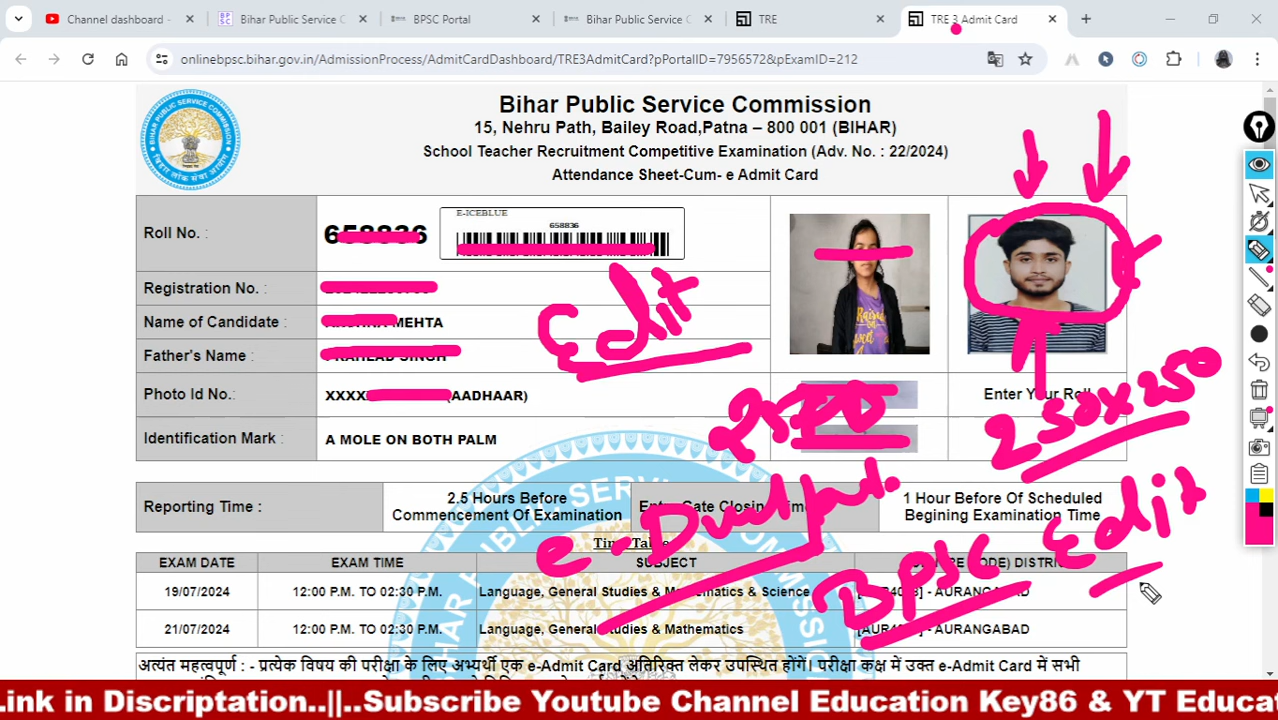 Channel dashboard -
Bihar Public Service C
BPSC Portal
Bihar Public Service C
TRE
TRE 3 Admit Card
onlinebpsc.bihar.gov.in/AdmissionProcess/AdmitCardDashboard/TRE3AdmitCard?pPortalID=7956572&pExamID=212
Bihar Public Service Commission
15, Nehru Path, Bailey Road,Patna – 800 001 (BIHAR)
School Teacher Recruitment Competitive Examination (Adv. No. : 22/2024)
Attendance Sheet-Cum- e Admit Card
E-ICEBLUE
658836
Roll No. :
Registration No. :
Name of Candidate :
MEHTA
Father's Name :
Photo Id No. :
XXXX
(AADHAAR)
Enter Your Roll
Identification Mark :
A MOLE ON BOTH PALM
Edit
250x250
Reporting Time :
2.5 Hours Before
Commencement Of Examination
1 Hour Before Of Scheduled
Begining Examination Time
BPSC Edit
EXAM DATE
EXAM TIME
SUBJECT
DISTRICT
19/07/2024
12:00 P.M. TO 02:30 P.M.
Language, General Studies & Mathematics & Science
- AURANGABAD
21/07/2024
12:00 P.M. TO 02:30 P.M.
Language, General Studies & Mathematics
- AURANGABAD
अत्यंत महत्वपूर्ण : - प्रत्येक विषय की परीक्षा के लिए अभ्यर्थी एक e-Admit Card अतिरिक्त लेकर उपस्थित होंगें। परीक्षा कक्ष में उक्त e-Admit Card में सभी
Link in Discriptation..||..Subscribe Youtube Channel Education Key86 & YT Educa